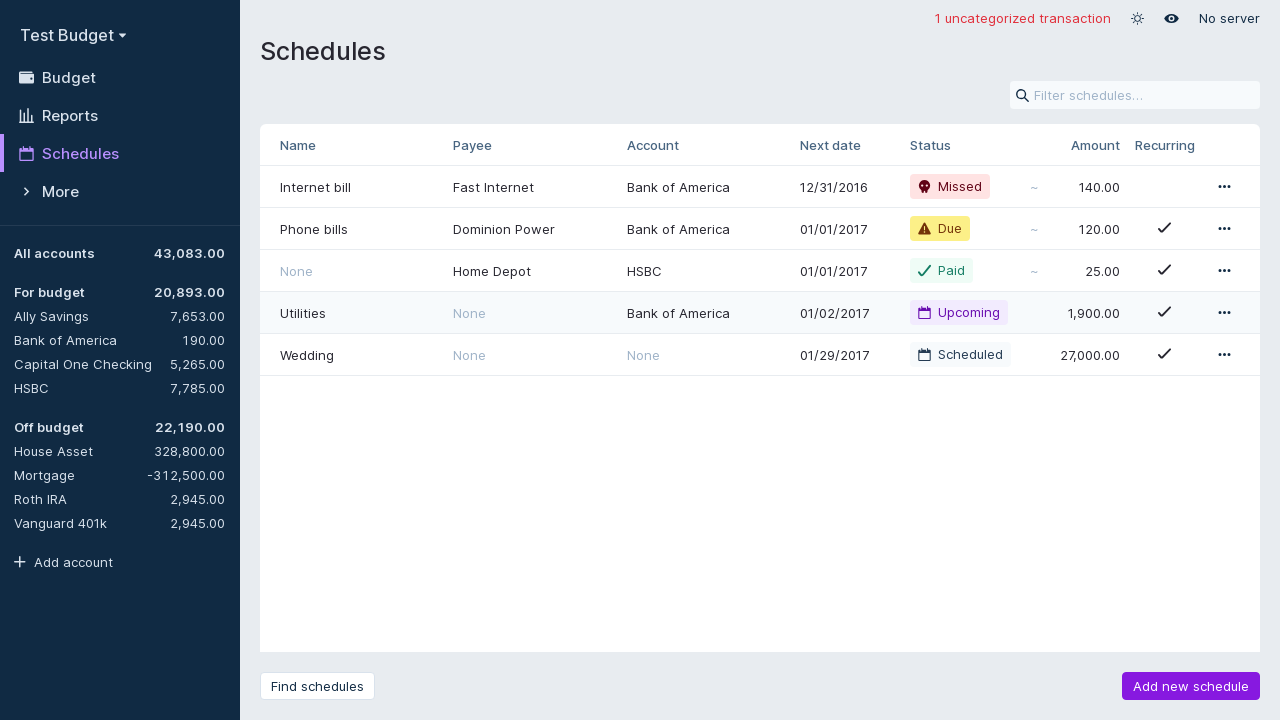 Test Budget
Budget
Reports
Schedules
More
All accounts 43,083.00
For budget 20,893.00
Ally Savings 7,653.00
Bank of America 190.00
Capital One Checking 5,265.00
HSBC 7,785.00
Off budget 22,190.00
House Asset 328,800.00
Mortgage -312,500.00
Roth IRA 2,945.00
Vanguard 401k 2,945.00
Add account
1 uncategorized transaction No server
Schedules
Filter schedules…
Name Payee Account Next date Status Amount Recurring
Internet bill Fast Internet Bank of America 12/31/2016 Missed ~ 140.00
Phone bills Dominion Power Bank of America 01/01/2017 Due ~ 120.00
None Home Depot HSBC 01/01/2017 Paid ~ 25.00
Utilities None Bank of America 01/02/2017 Upcoming 1,900.00
Wedding None None 01/29/2017 Scheduled 27,000.00
Find schedules Add new schedule